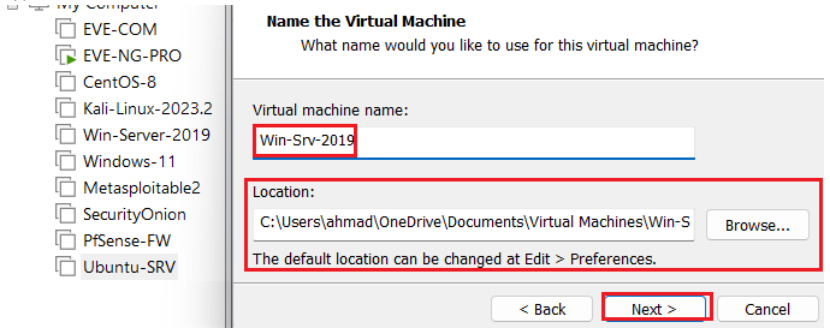 My Computer
EVE-COM
EVE-NG-PRO
CentOS-8
Kali-Linux-2023.2
Win-Server-2019
Windows-11
Metasploitable2
SecurityOnion
PfSense-FW
Ubuntu-SRV
Name the Virtual Machine
What name would you like to use for this virtual machine?
Virtual machine name:
Win-Srv-2019
Location:
C:\Users\ahmad\OneDrive\Documents\Virtual Machines\Win-S
Browse...
The default location can be changed at Edit > Preferences.
< Back
Next >
Cancel